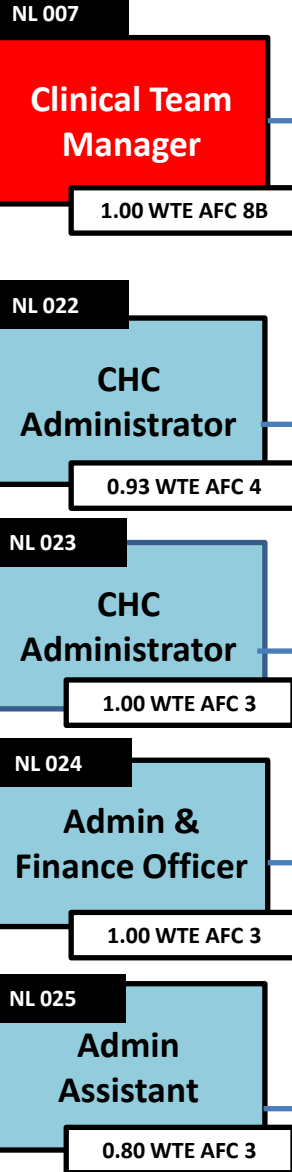 NL 007
Clinical Team
Manager
1.00 WTE AFC 8B
NL 022
CHC
Administrator
0.93 WTE AFC 4
NL 023
CHC
Administrator
1.00 WTE AFC 3
NL 024
Admin &
Finance Officer
1.00 WTE AFC 3
NL 025
Admin
Assistant
0.80 WTE AFC 3